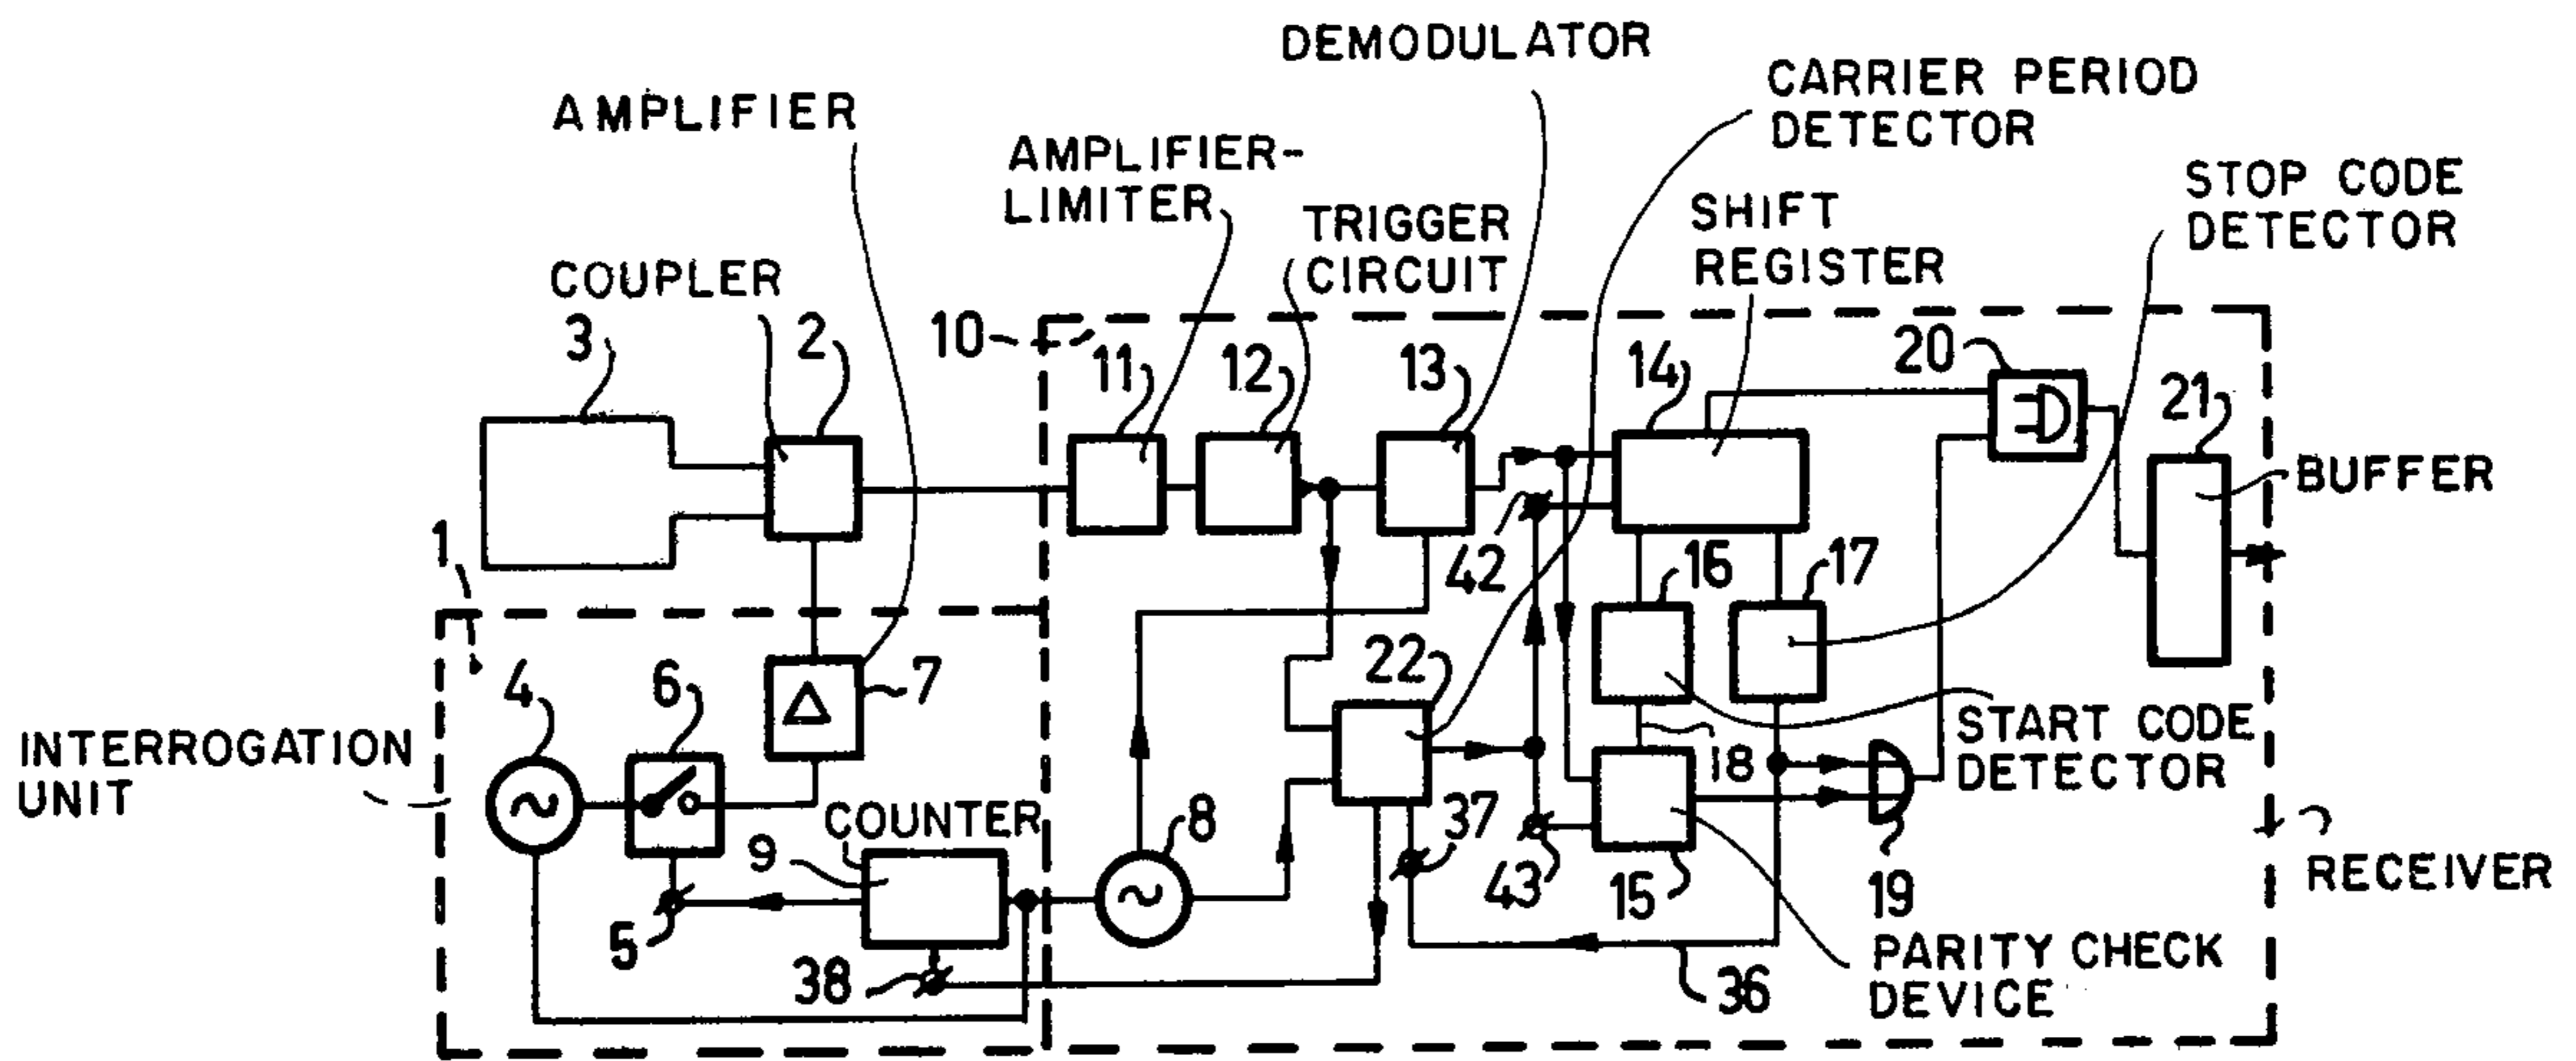 DEMODULATOR
CARRIER PERIOD
DETECTOR
AMPLIFIER
AMPLIFIER-
LIMITER
STOP CODE
DETECTOR
TRIGGER
CIRCUIT
SHIFT
REGISTER
COUPLER
3
2
10
11
12
13
14
20
21
BUFFER
1
42
16
17
4
6
7
22
INTERROGATION
UNIT
18
START CODE
DETECTOR
COUNTER
9
8
37
43
15
19
RECEIVER
5
38
36
PARITY CHECK
DEVICE